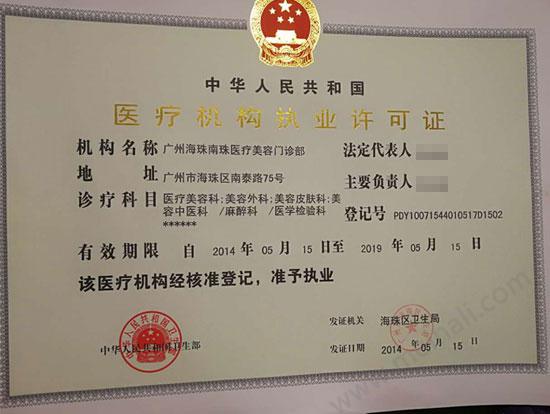 中华人民共和国
医疗机构执业许可证
机构名称 广州海珠南珠医疗美容门诊部 法定代表人
地址 广州市海珠区南泰路75号 主要负责人
诊疗科目 医疗美容科;美容外科;美容皮肤科;美
容中医科 /麻醉科 /医学检验科
****** 登记号 PDY10071544010517D1502
有效期限 自 2014 年 05 月 15 日至 2019 年 05 月 15 日
该医疗机构经核准登记，准予执业
发证机关 海珠区卫生局
中华人民共和国卫生部
发证日期 2014 年 05 月 15 日